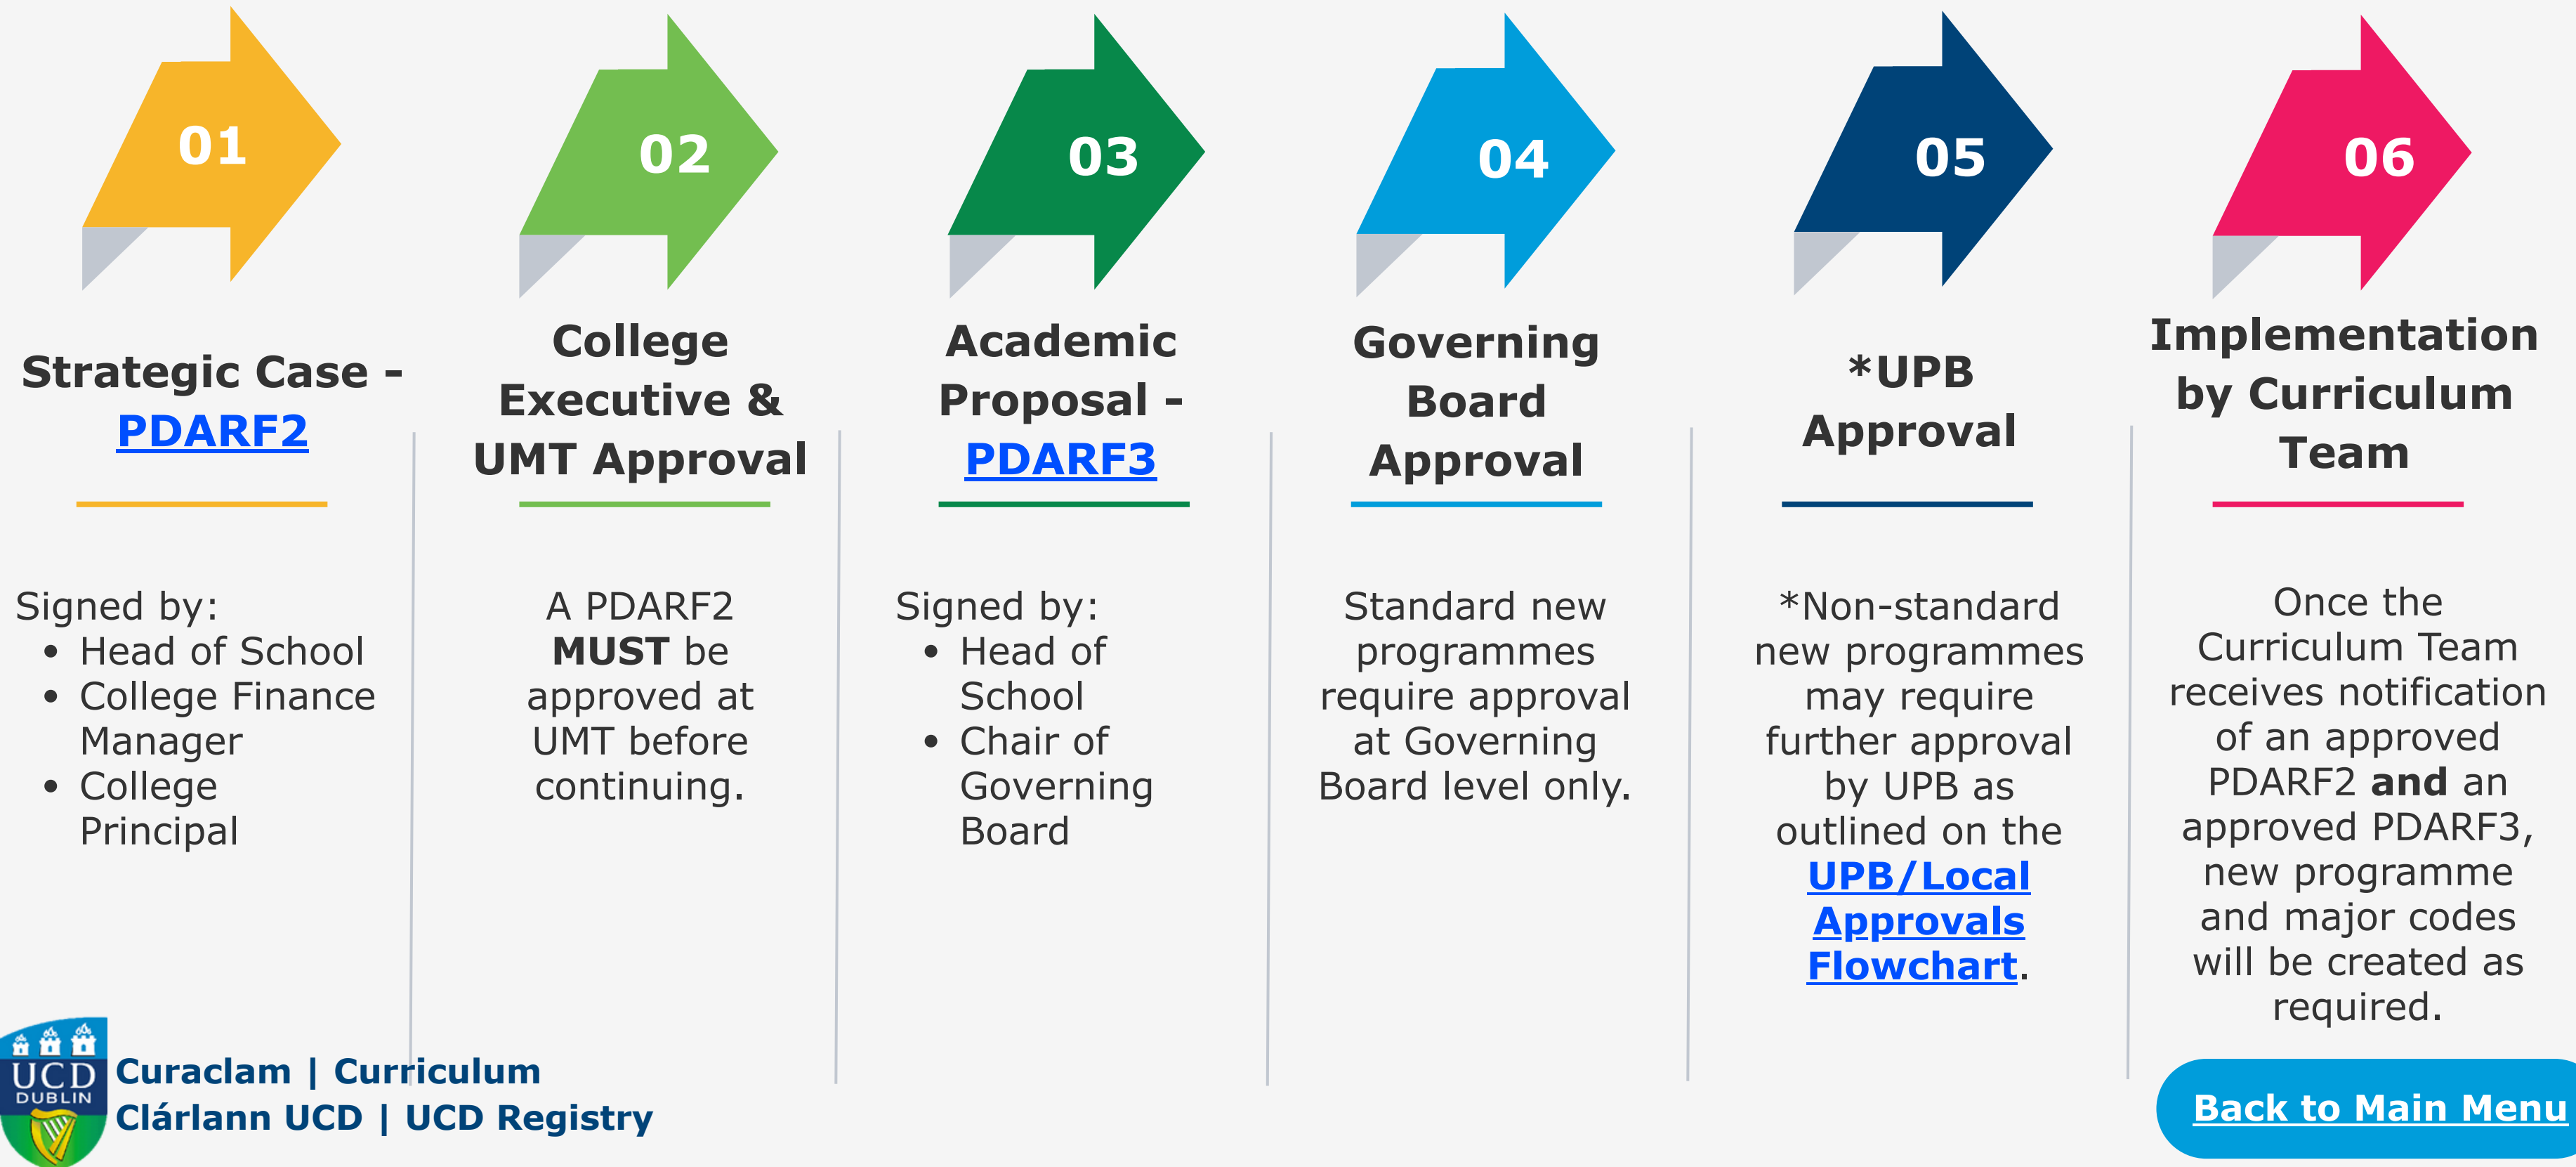 01
Strategic Case -
PDARF2
Signed by:
• Head of School
• College Finance
Manager
• College
Principal
02
College
Executive &
UMT Approval
A PDARF2
MUST be
approved at
UMT before
continuing.
03
Academic
Proposal -
PDARF3
Signed by:
• Head of
School
• Chair of
Governing
Board
04
Governing
Board
Approval
Standard new
programmes
require approval
at Governing
Board level only.
05
*UPB
Approval
*Non-standard
new programmes
may require
further approval
by UPB as
outlined on the
UPB/Local
Approvals
Flowchart.
06
Implementation
by Curriculum
Team
Once the
Curriculum Team
receives notification
of an approved
PDARF2 and an
approved PDARF3,
new programme
and major codes
will be created as
required.
UCD
DUBLIN
Curaclam | Curriculum
Clárlann UCD | UCD Registry
Back to Main Menu